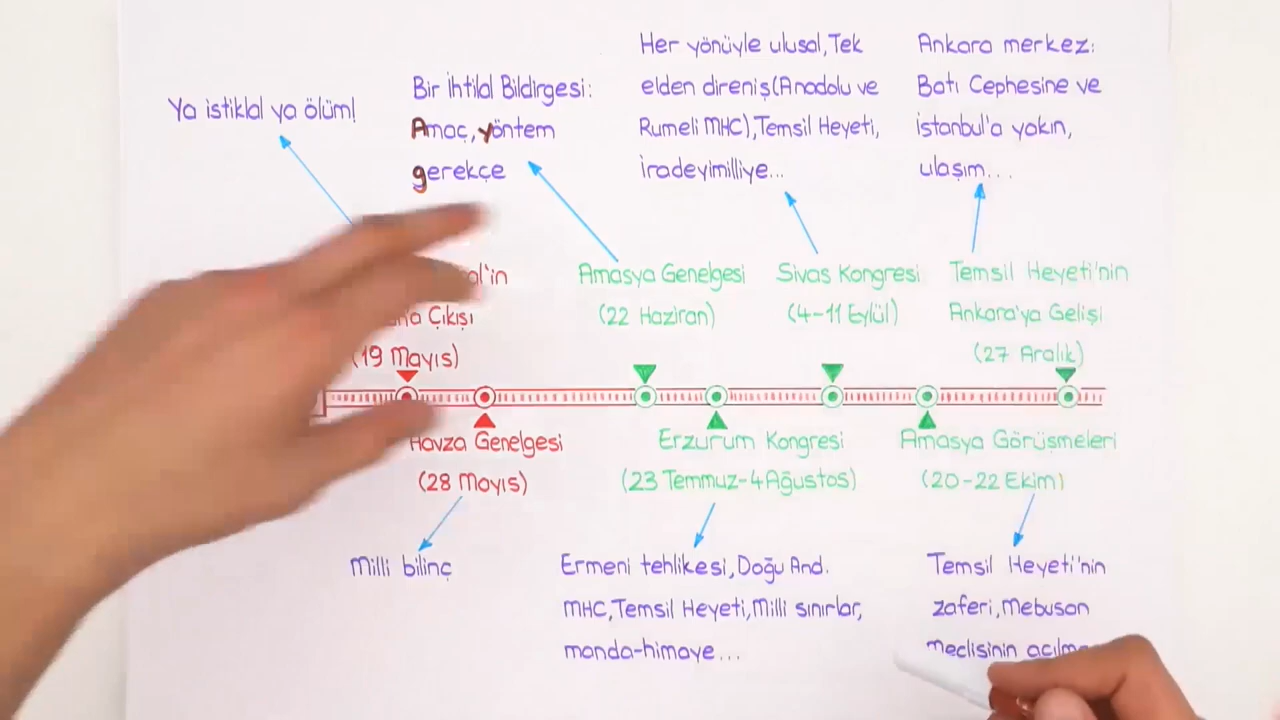 Ya istiklal ya ölüm!
Bir İhtilal Bildirgesi:
Amaç, yöntem
gerekçe
Her yönüyle ulusal, Tek
elden direniş(Anadolu ve
Rumeli MHC), Temsil Heyeti,
İradeyimilliye...
Ankara merkez:
Batı Cephesine ve
İstanbul'a yakın,
ulaşım...
Çıkışı
(19 Mayıs)
Amasya Genelgesi
(22 Haziran)
Sivas Kongresi
(4-11 Eylül)
Temsil Heyeti'nin
Ankara'ya Gelişi
(27 Aralık)
Havza Genelgesi
(28 Mayıs)
Erzurum Kongresi
(23 Temmuz-4 Ağustos)
Amasya Görüşmeleri
(20-22 Ekim)
Milli bilinç
Ermeni tehlikesi, Doğu And.
MHC, Temsil Heyeti, Milli sınırlar,
manda-himaye...
Temsil Heyeti'nin
zaferi, Mebusan
meclisinin